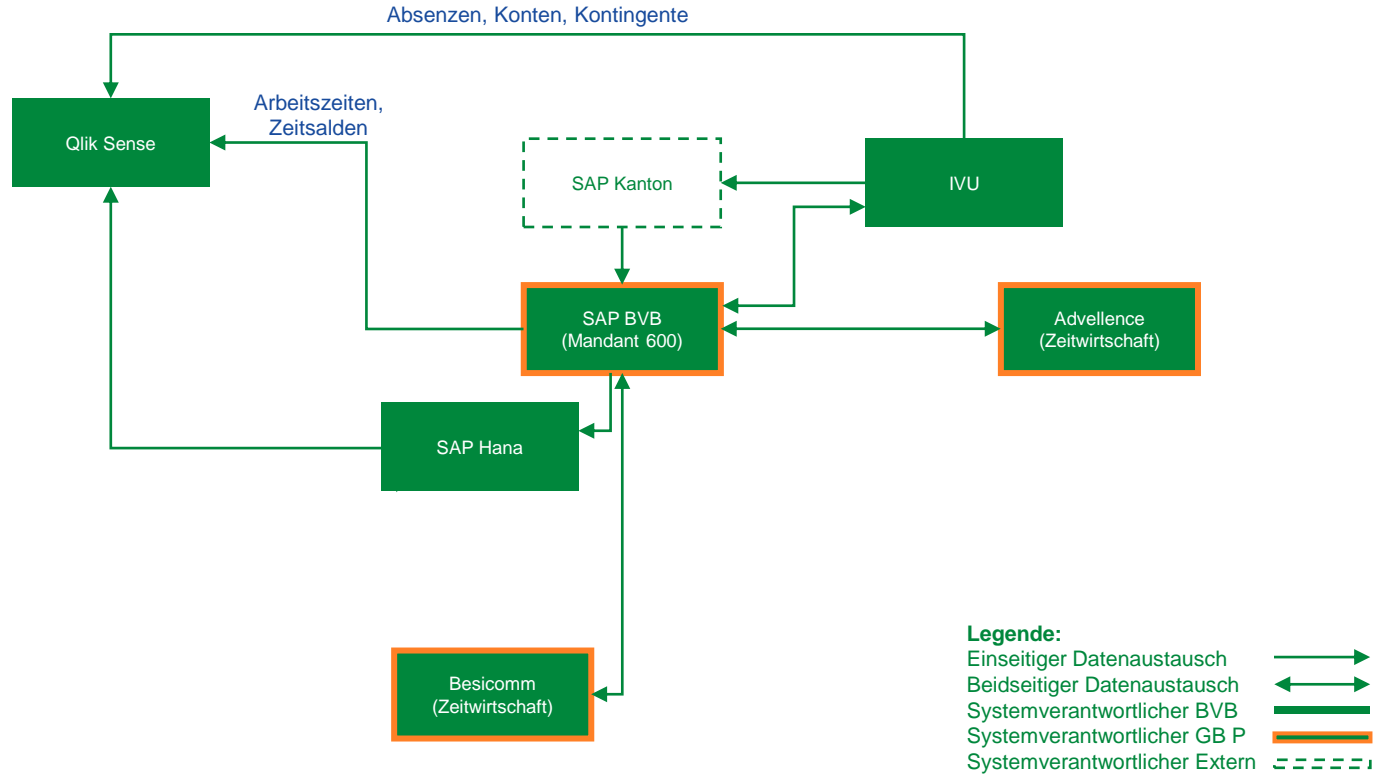 Absenzen, Konten, Kontingente
Arbeitszeiten,
Zeitsalden
Qlik Sense
SAP Kanton
IVU
SAP BVB
(Mandant 600)
Advellence
(Zeitwirtschaft)
SAP Hana
Besicomm
(Zeitwirtschaft)
Legende:
Einseitiger Datenaustausch
Beidseitiger Datenaustausch
Systemverantwortlicher BVB
Systemverantwortlicher GB P
Systemverantwortlicher Extern